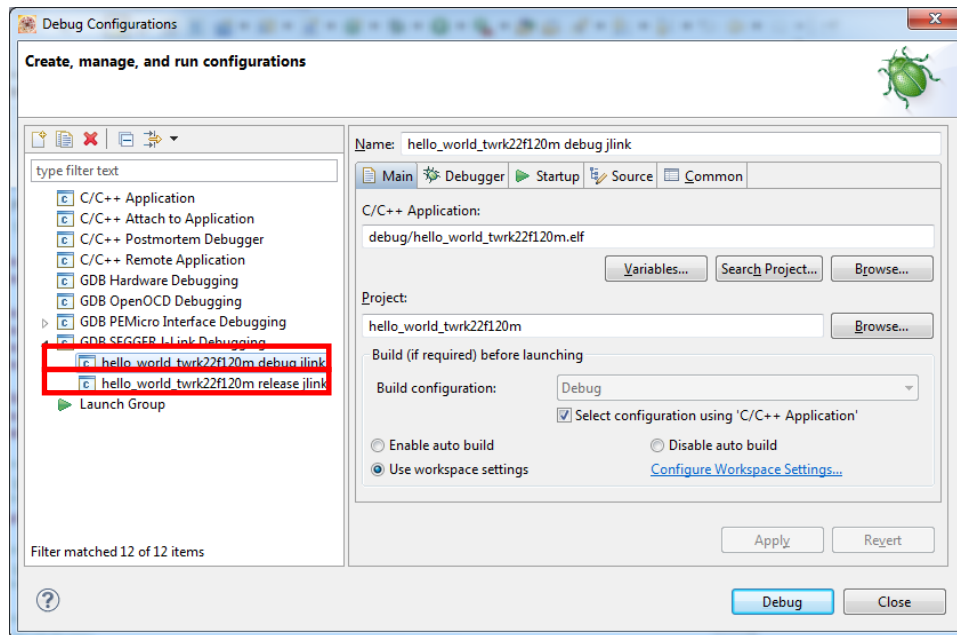 Debug Configurations
Create, manage, and run configurations
type filter text
C/C++ Application
C/C++ Attach to Application
C/C++ Postmortem Debugger
C/C++ Remote Application
GDB Hardware Debugging
GDB OpenOCD Debugging
GDB PEMicro Interface Debugging
GDB SEGGER J-Link Debugging
hello_world_twrk22f120m debug jlink
hello_world_twrk22f120m release jlink
Launch Group
Filter matched 12 of 12 items
Name: hello_world_twrk22f120m debug jlink
Main Debugger Startup Source Common
C/C++ Application:
debug/hello_world_twrk22f120m.elf
Variables... Search Project... Browse...
Project:
hello_world_twrk22f120m Browse...
Build (if required) before launching
Build configuration: Debug
Select configuration using 'C/C++ Application'
Enable auto build Disable auto build
Use workspace settings Configure Workspace Settings...
Apply Revert
Debug Close